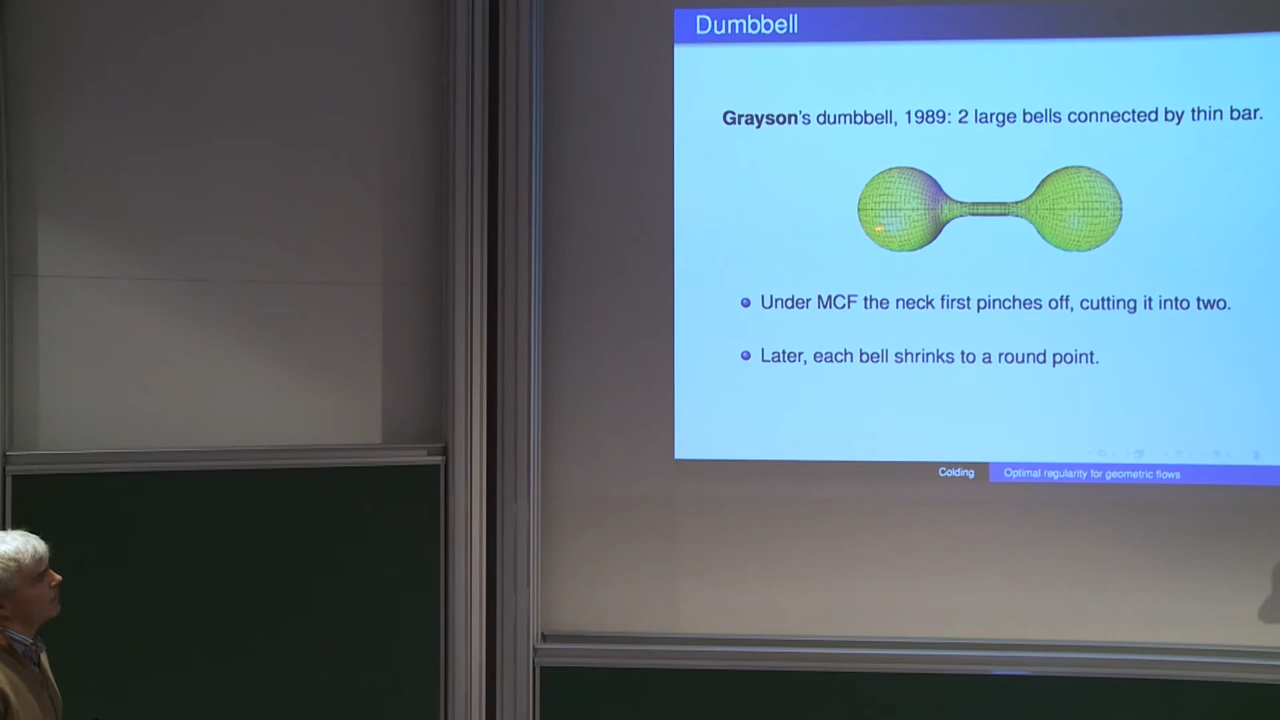 Dumbbell
Grayson's dumbbell, 1989: 2 large bells connected by thin bar.
Under MCF the neck first pinches off, cutting it into two.
Later, each bell shrinks to a round point.
Colding
Optimal regularity for geometric flows